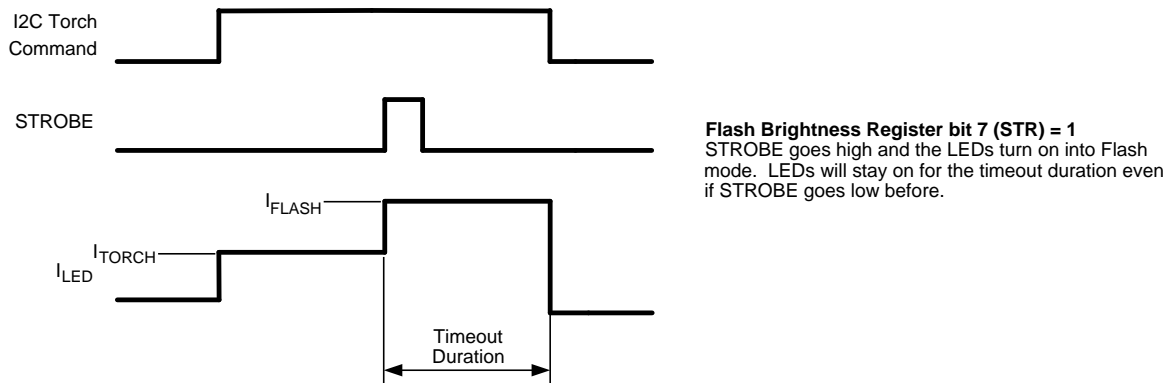 I2C Torch
Command
STROBE
Flash Brightness Register bit 7 (STR) = 1
STROBE goes high and the LEDs turn on into Flash
mode. LEDs will stay on for the timeout duration even
if STROBE goes low before.
IFLASH
ITORCH
ILED
Timeout
Duration